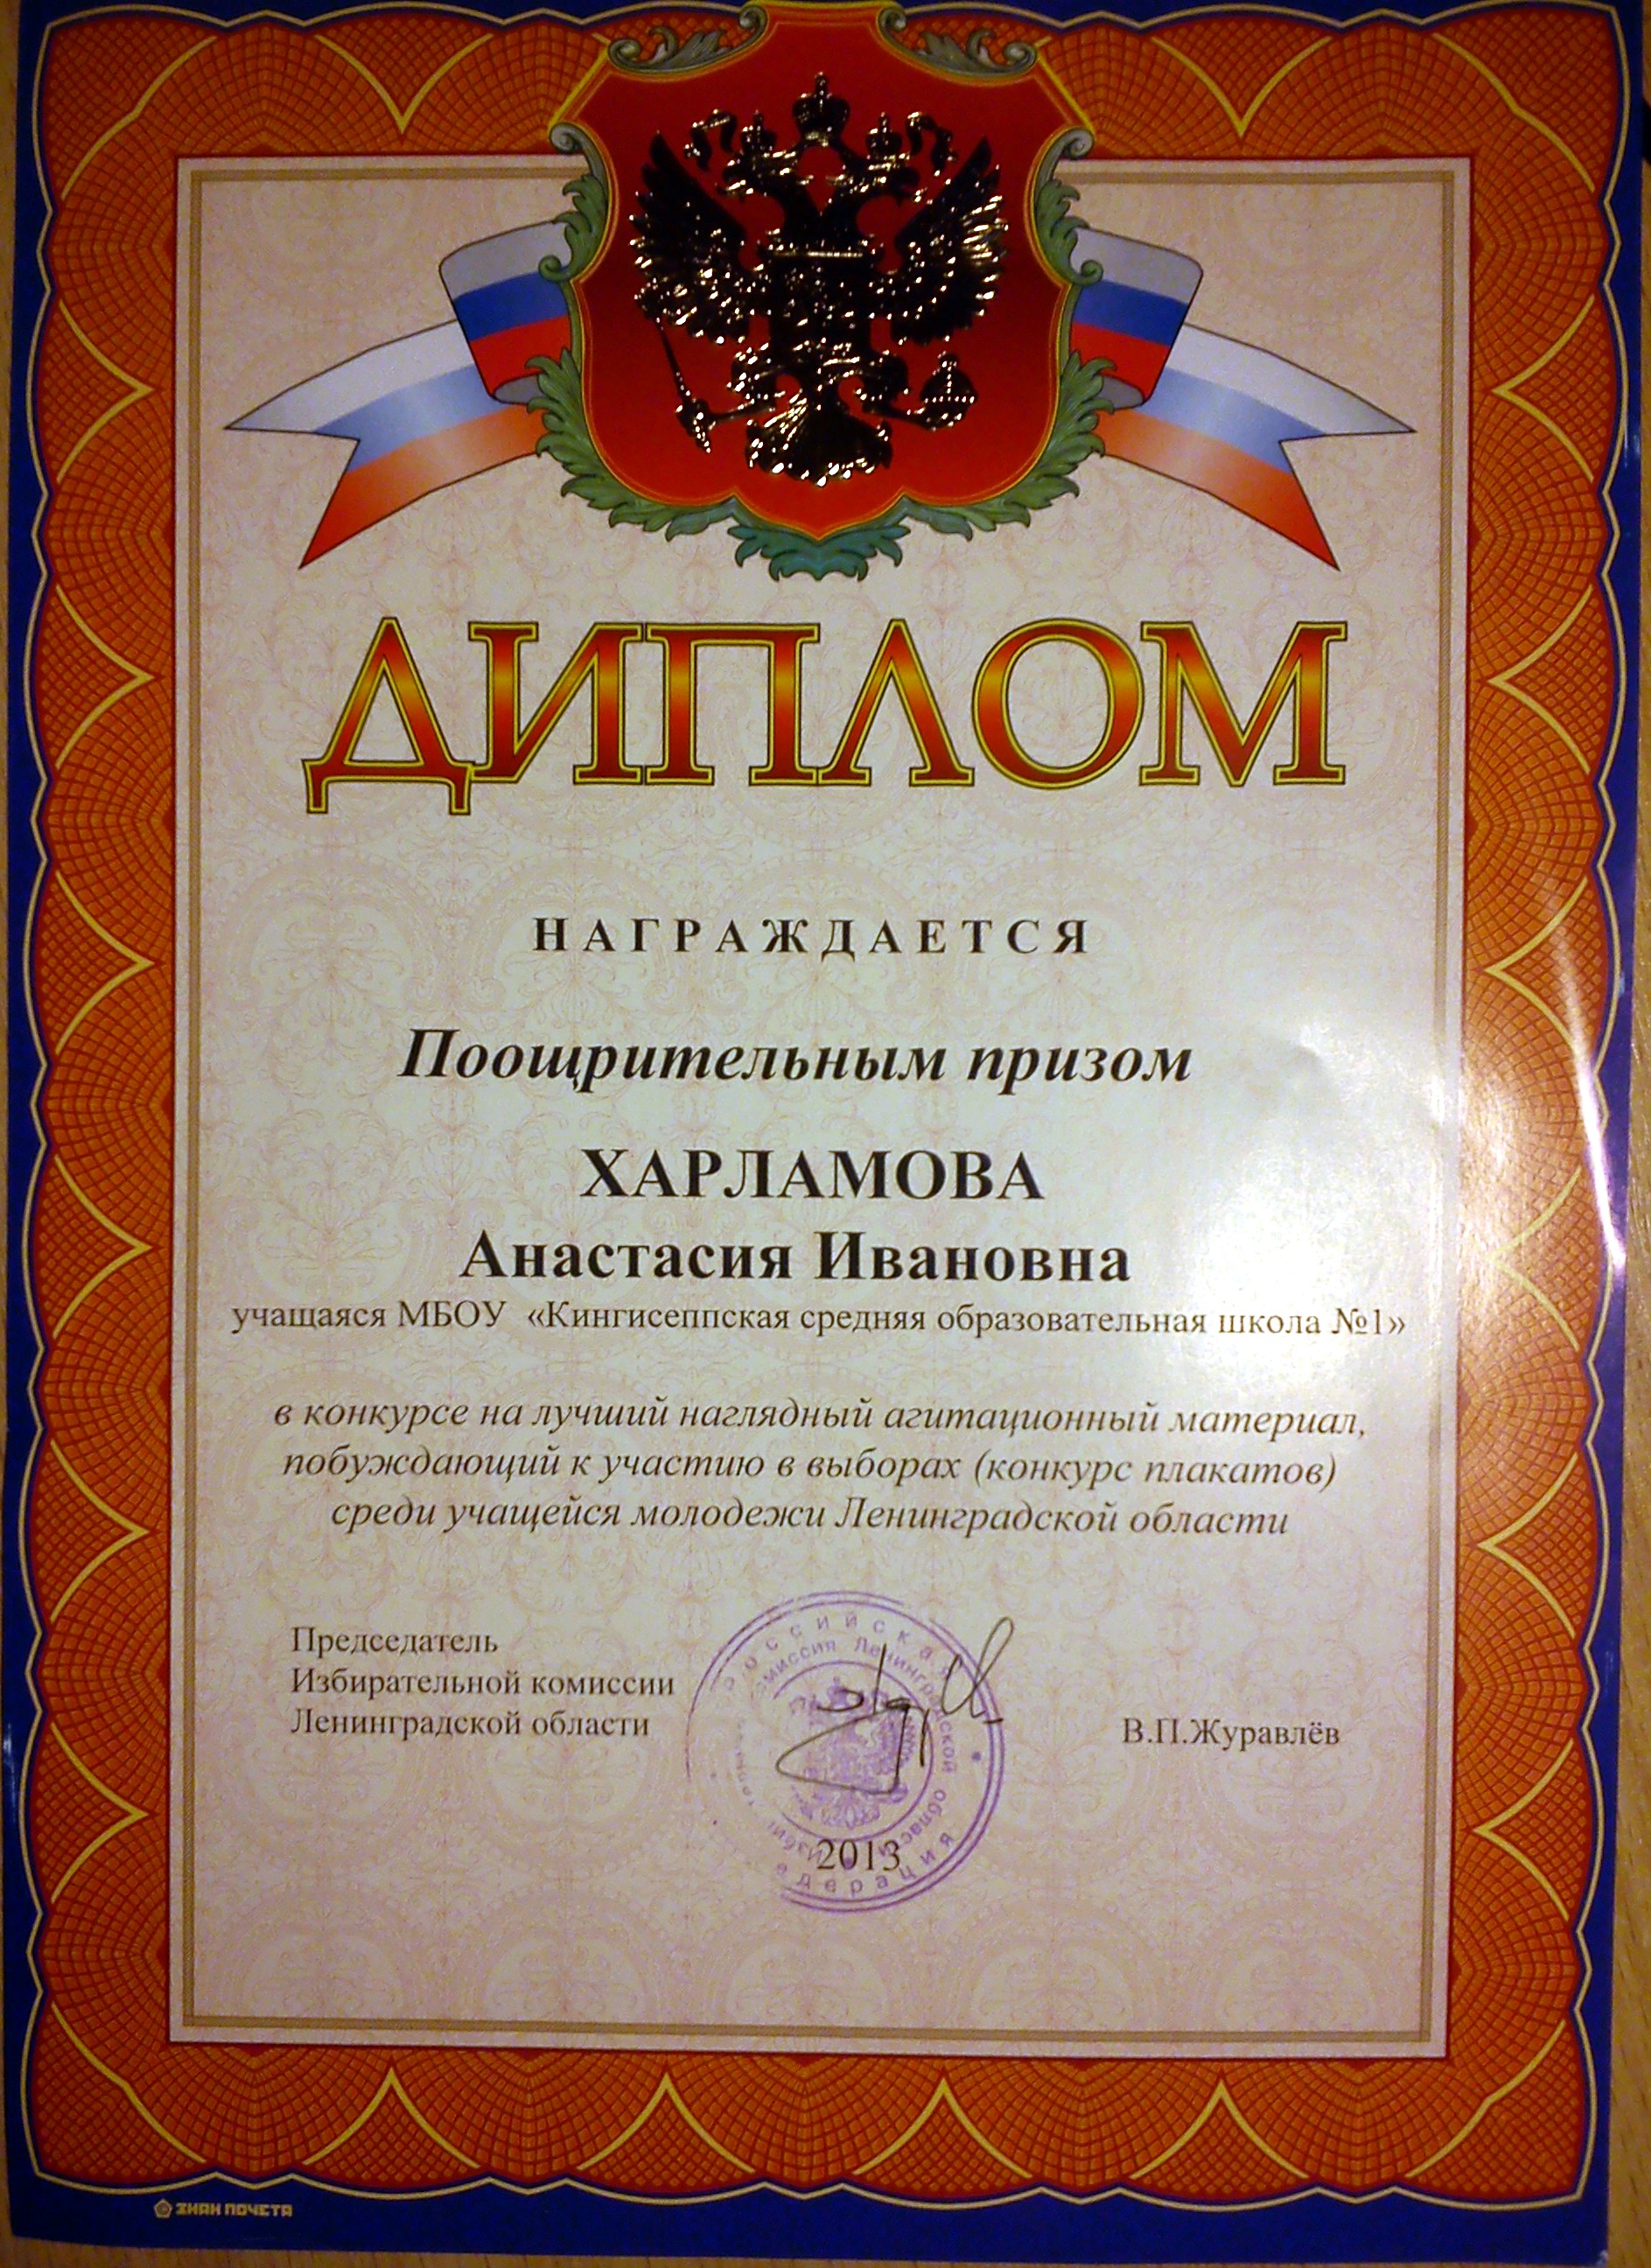 ДИПЛОМ
НАГРАЖДАЕТСЯ
Поощрительным призом
ХАРЛАМОВА
Анастасия Ивановна
учащаяся МБОУ «Кингисеппская средняя образовательная школа №1»
в конкурсе на лучший наглядный агитационный материал,
побуждающий к участию в выборах (конкурс плакатов)
среди учащейся молодежи Ленинградской области
Председатель
Избирательной комиссии
Ленинградской области
В.П.Журавлёв
Ленинградской области
2013
ЗНАК ПОЧЕТА